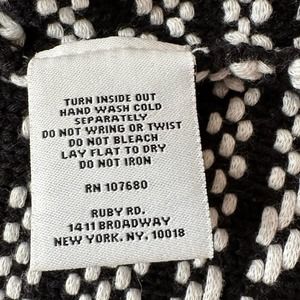 TURN INSIDE OUT
HAND WASH COLD
SEPARATELY
DO NOT WRING OR TWIST
DO NOT BLEACH
LAY FLAT TO DRY
DO NOT IRON
RN 107680
RUBY RD.
1411 BROADWAY
NEW YORK, NY, 10018